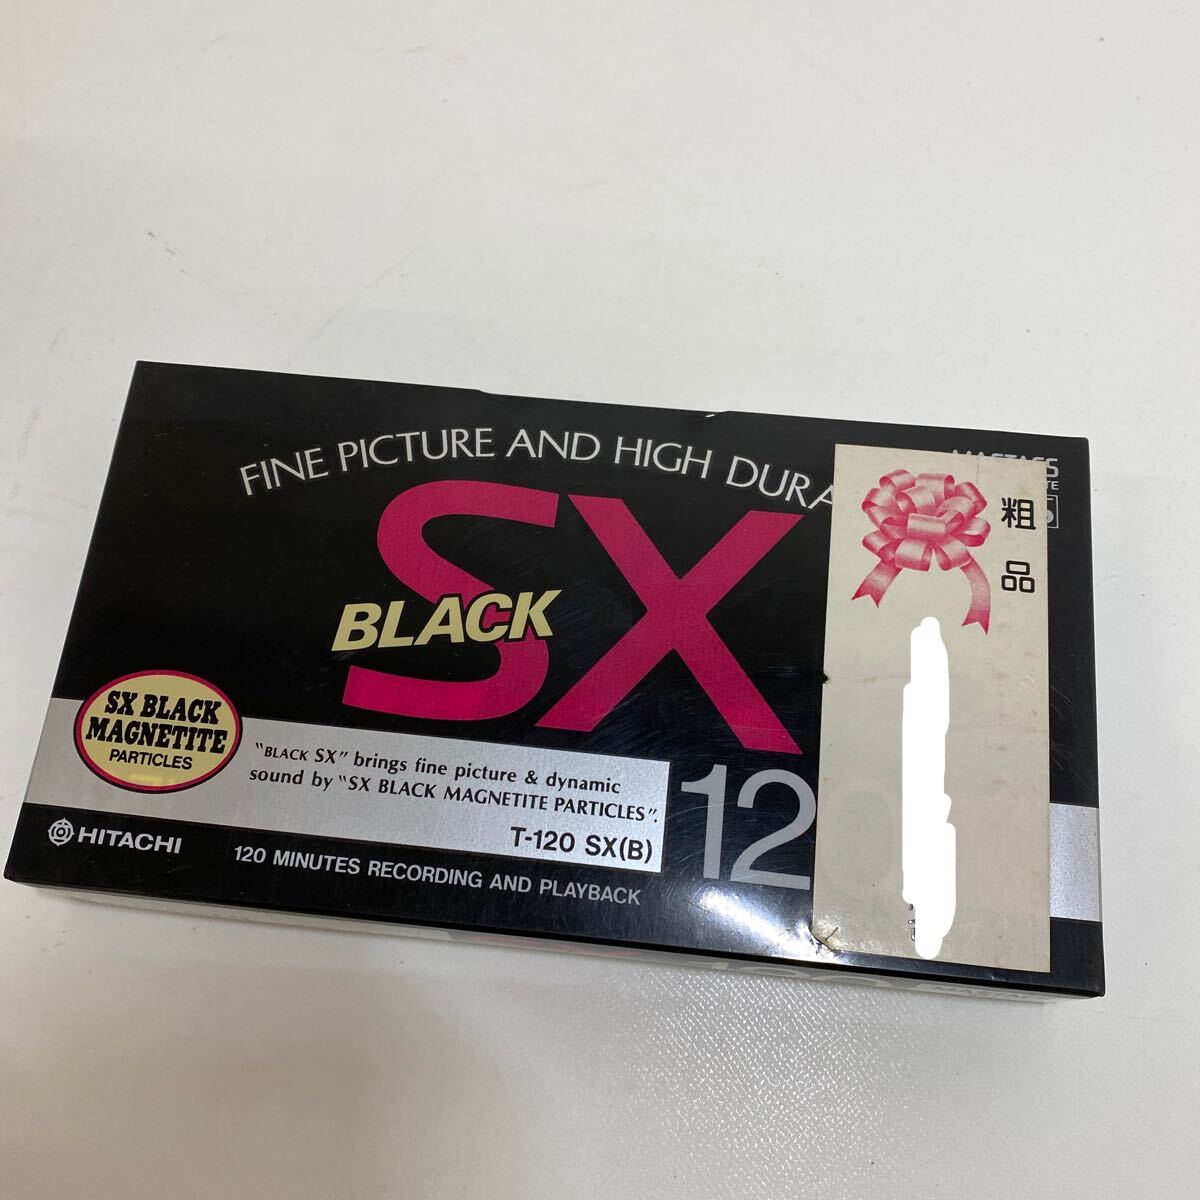 FINE PICTURE AND HIGH DURA
BLACK
SX
粗品
SX BLACK
MAGNETITE
PARTICLES
"BLACK SX" brings fine picture & dynamic
sound by "SX BLACK MAGNETITE PARTICLES".
T-120 SX(B)
12
HITACHI
120 MINUTES RECORDING AND PLAYBACK